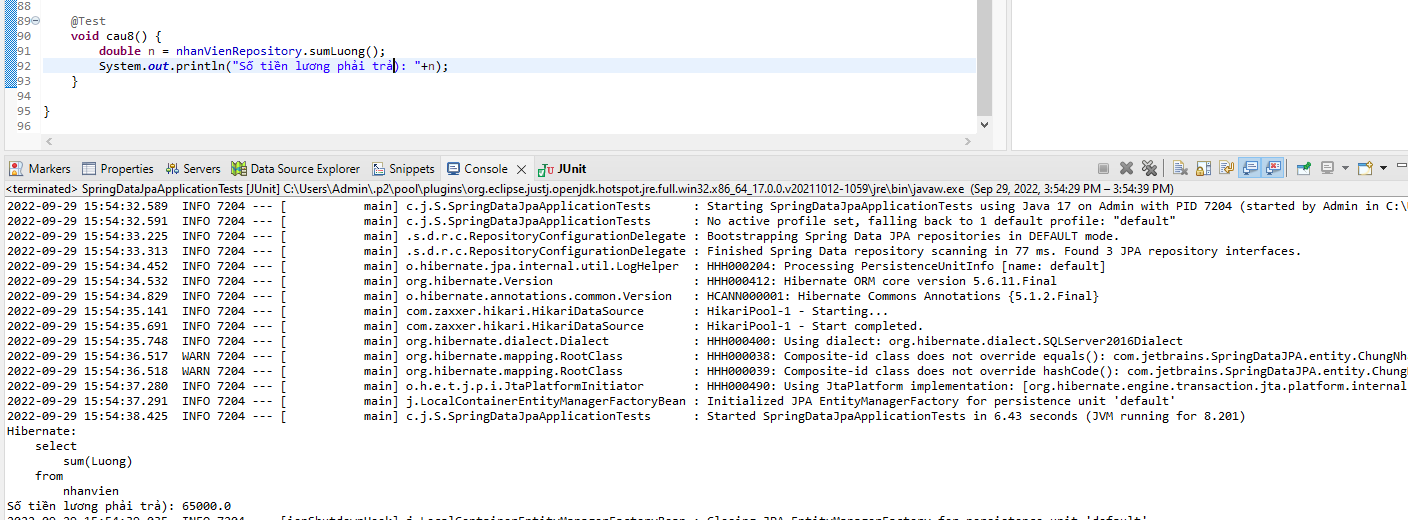 88
89 @Test
90 void cau8() {
91 double n = nhanVienRepository.sumLuong();
92 System.out.println("Số tiền lương phải trả): "+n);
93 }
94
95 }
96
Markers Properties Servers Data Source Explorer Snippets Console JUnit
<terminated> SpringDataJpaApplicationTests [JUnit] C:\Users\Admin\.p2\pool\plugins\org.eclipse.justj.openjdk.hotspot.jre.full.win32.x86_64_17.0.0.v20211012-1059\jre\bin\javaw.exe (Sep 29, 2022, 3:54:29 PM – 3:54:39 PM)
2022-09-29 15:54:32.589 INFO 7204 --- [ main] c.j.S.SpringDataJpaApplicationTests : Starting SpringDataJpaApplicationTests using Java 17 on Admin with PID 7204 (started by Admin in C:\
2022-09-29 15:54:32.591 INFO 7204 --- [ main] c.j.S.SpringDataJpaApplicationTests : No active profile set, falling back to 1 default profile: "default"
2022-09-29 15:54:33.225 INFO 7204 --- [ main] .s.d.r.c.RepositoryConfigurationDelegate : Bootstrapping Spring Data JPA repositories in DEFAULT mode.
2022-09-29 15:54:33.313 INFO 7204 --- [ main] .s.d.r.c.RepositoryConfigurationDelegate : Finished Spring Data repository scanning in 77 ms. Found 3 JPA repository interfaces.
2022-09-29 15:54:34.452 INFO 7204 --- [ main] o.hibernate.jpa.internal.util.LogHelper : HHH000204: Processing PersistenceUnitInfo [name: default]
2022-09-29 15:54:34.532 INFO 7204 --- [ main] org.hibernate.Version : HHH000412: Hibernate ORM core version 5.6.11.Final
2022-09-29 15:54:34.829 INFO 7204 --- [ main] o.hibernate.annotations.common.Version : HCANN000001: Hibernate Commons Annotations {5.1.2.Final}
2022-09-29 15:54:35.141 INFO 7204 --- [ main] com.zaxxer.hikari.HikariDataSource : HikariPool-1 - Starting...
2022-09-29 15:54:35.691 INFO 7204 --- [ main] com.zaxxer.hikari.HikariDataSource : HikariPool-1 - Start completed.
2022-09-29 15:54:35.748 INFO 7204 --- [ main] org.hibernate.dialect.Dialect : HHH000400: Using dialect: org.hibernate.dialect.SQLServer2016Dialect
2022-09-29 15:54:36.517 WARN 7204 --- [ main] org.hibernate.mapping.RootClass : HHH000038: Composite-id class does not override equals(): com.jetbrains.SpringDataJPA.entity.ChungNh
2022-09-29 15:54:36.518 WARN 7204 --- [ main] org.hibernate.mapping.RootClass : HHH000039: Composite-id class does not override hashCode(): com.jetbrains.SpringDataJPA.entity.Chung
2022-09-29 15:54:37.280 INFO 7204 --- [ main] o.h.e.t.j.p.i.JtaPlatformInitiator : HHH000490: Using JtaPlatform implementation: [org.hibernate.engine.transaction.jta.platform.internal
2022-09-29 15:54:37.291 INFO 7204 --- [ main] j.LocalContainerEntityManagerFactoryBean : Initialized JPA EntityManagerFactory for persistence unit 'default'
2022-09-29 15:54:38.425 INFO 7204 --- [ main] c.j.S.SpringDataJpaApplicationTests : Started SpringDataJpaApplicationTests in 6.43 seconds (JVM running for 8.201)
Hibernate:
select
sum(Luong)
from
nhanvien
Số tiền lương phải trả): 65000.0